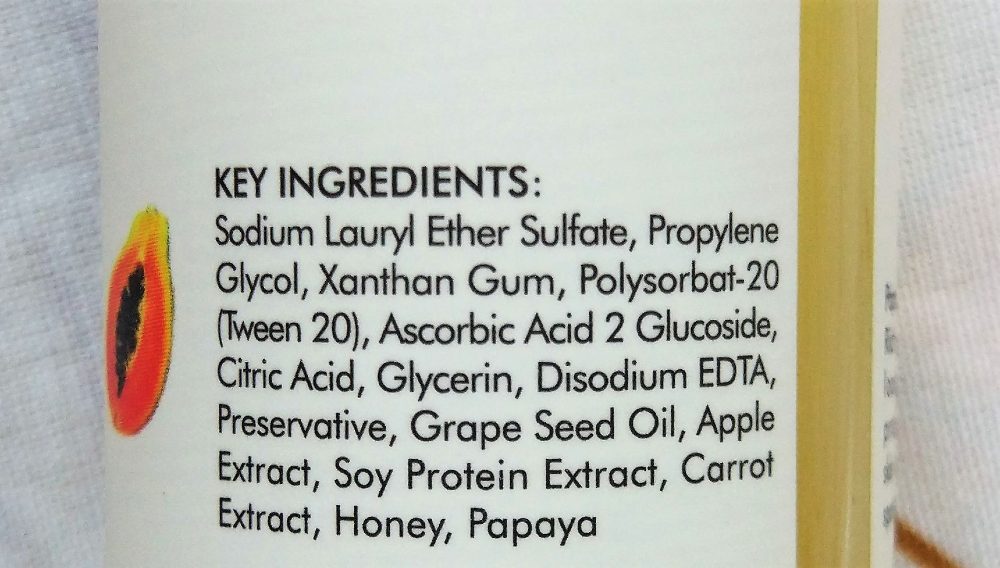 KEY INGREDIENTS:
Sodium Lauryl Ether Sulfate, Propylene
Glycol, Xanthan Gum, Polysorbat-20
(Tween 20), Ascorbic Acid 2 Glucoside,
Citric Acid, Glycerin, Disodium EDTA,
Preservative, Grape Seed Oil, Apple
Extract, Soy Protein Extract, Carrot
Extract, Honey, Papaya